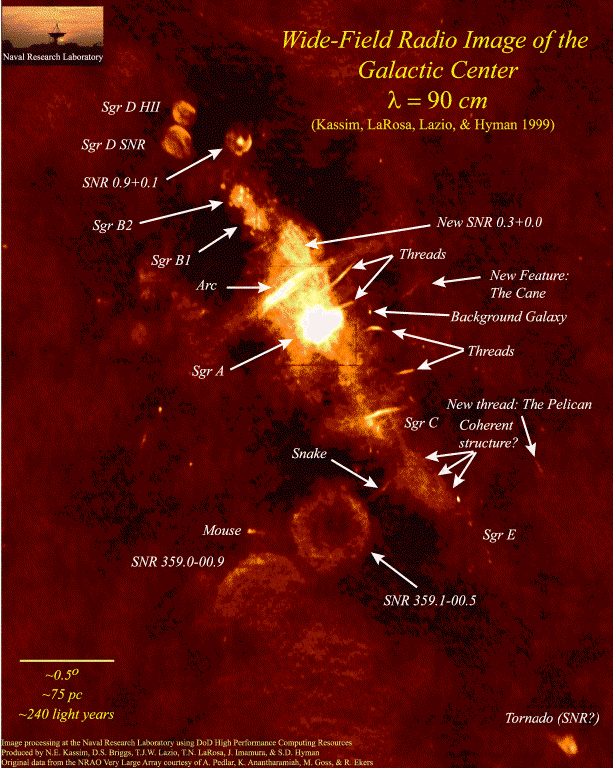 Naval Research Laboratory
Wide-Field Radio Image of the
Galactic Center
λ = 90 cm
(Kassim, LaRosa, Lazio, & Hyman 1999)
Sgr D HII
Sgr D SNR
SNR 0.9+0.1
Sgr B2
New SNR 0.3+0.0
Sgr B1
Threads
Arc
New Feature:
The Cane
Background Galaxy
Threads
Sgr A
New thread: The Pelican
Sgr C
Coherent
structure?
Snake
Mouse
Sgr E
SNR 359.0-00.9
SNR 359.1-00.5
~0.5°
~75 pc
~240 light years
Tornado (SNR?)
Image processing at the Naval Research Laboratory using DoD High Performance Computing Resources
Produced by N.E. Kassim, D.S. Briggs, T.J.W. Lazio, T.N. LaRosa, J. Imamura, & S.D. Hyman
Original data from the NRAO Very Large Array courtesy of A. Pedlar, K. Anantharamiah, M. Goss, & R. Ekers